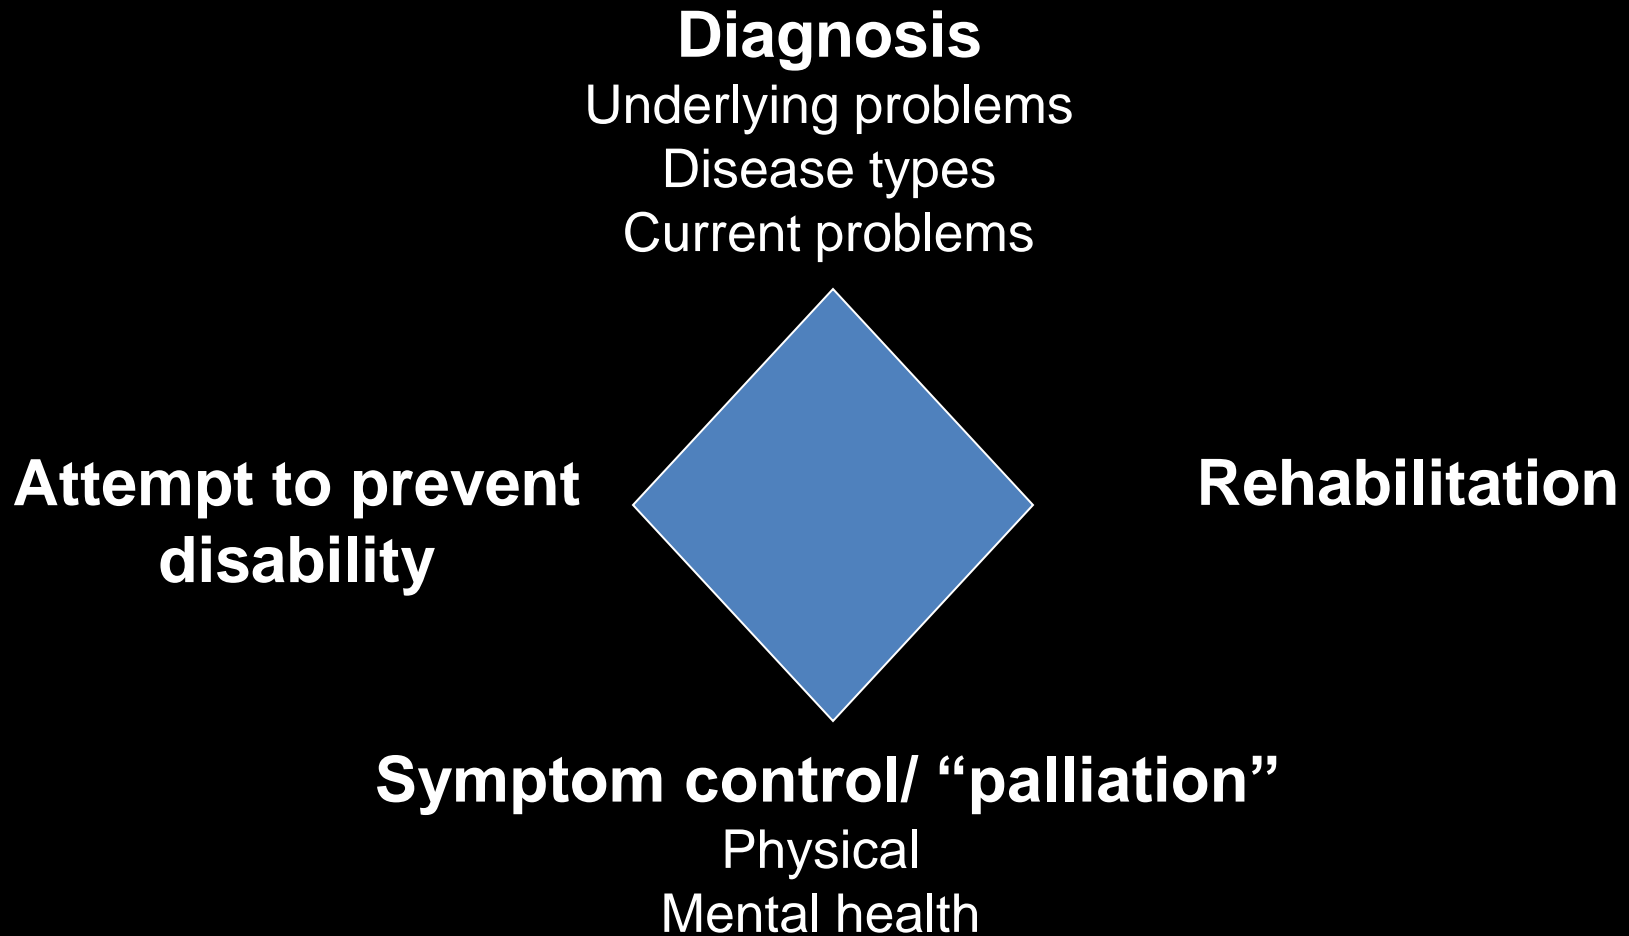 Diagnosis
Underlying problems
Disease types
Current problems
Attempt to prevent
disability
Rehabilitation
Symptom control/ “palliation”
Physical
Mental health